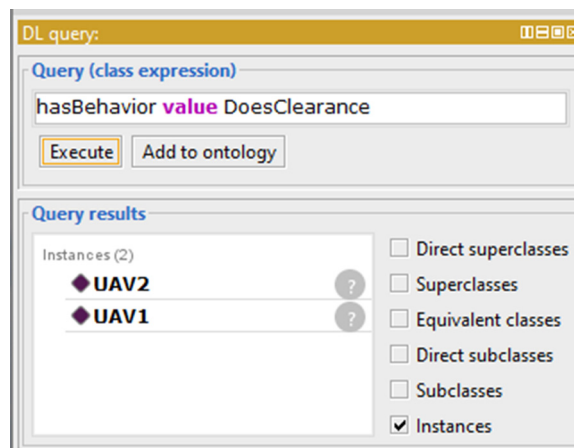 DL query:
Query (class expression)
hasBehavior value DoesClearance
Execute Add to ontology
Query results
Instances (2)
UAV2 ?
UAV1 ?
Direct superclasses
Superclasses
Equivalent classes
Direct subclasses
Subclasses
Instances